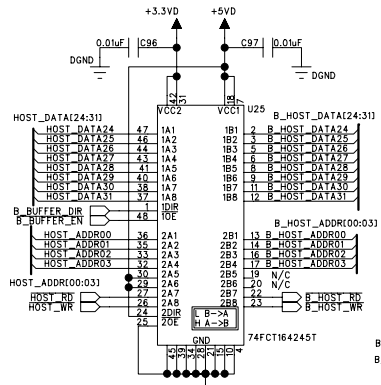 +3.3VD +5VD
0.01uF C96 C97 0.01uF
DGND DGND
42 31 18 7
VCC2 VCC1 U25
HOST_DATA[24:31] B_HOST_DATA[24:31]
HOST_DATA24 47 1A1 1B1 2 B_HOST_DATA24
HOST_DATA25 46 1A2 1B2 3 B_HOST_DATA25
HOST_DATA26 44 1A3 1B3 5 B_HOST_DATA26
HOST_DATA27 43 1A4 1B4 6 B_HOST_DATA27
HOST_DATA28 41 1A5 1B5 8 B_HOST_DATA28
HOST_DATA29 40 1A6 1B6 9 B_HOST_DATA29
HOST_DATA30 38 1A7 1B7 11 B_HOST_DATA30
HOST_DATA31 37 1A8 1B8 12 B_HOST_DATA31
B_BUFFER_DIR 1 1DIR
B_BUFFER_EN 48 1OE
B_HOST_ADDR[00:03]
HOST_ADDR00 36 2A1 2B1 13 B_HOST_ADDR00
HOST_ADDR01 35 2A2 2B2 14 B_HOST_ADDR01
HOST_ADDR02 33 2A3 2B3 16 B_HOST_ADDR02
HOST_ADDR03 32 2A4 2B4 17 B_HOST_ADDR03
30 2A5 2B5 19 N/C
HOST_ADDR[00:03] 29 2A6 2B6 20 N/C
HOST_RD 27 2A7 2B7 22 B_HOST_RD
HOST_WR 26 2A8 2B8 23 B_HOST_WR
24 2DIR L B->A
25 2OE H A->B
GND 74FCT164245T
45 39 34 28 21 15 10 4
B
B